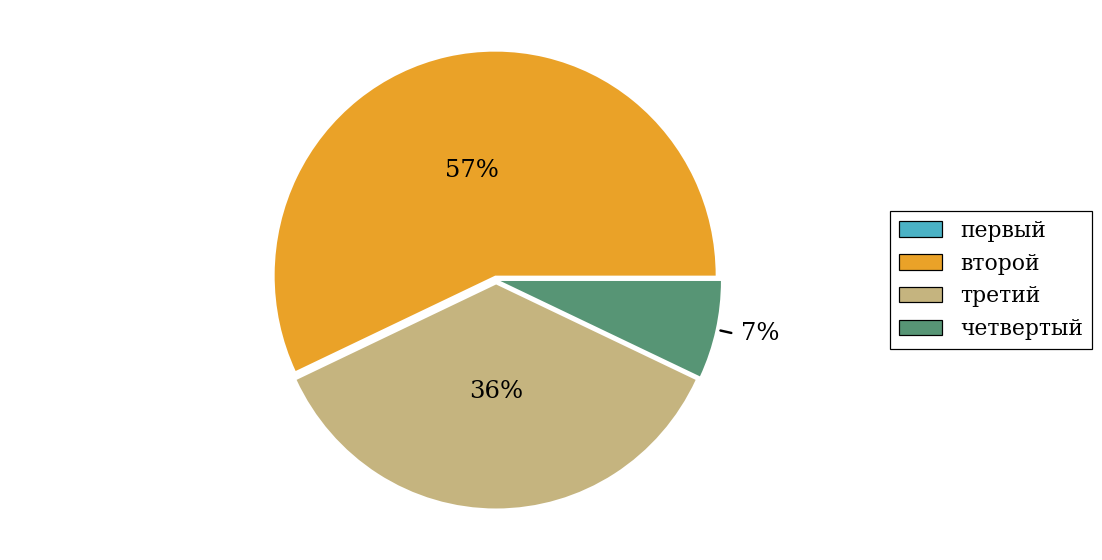 57%
36%
7%
первый
второй
третий
четвертый